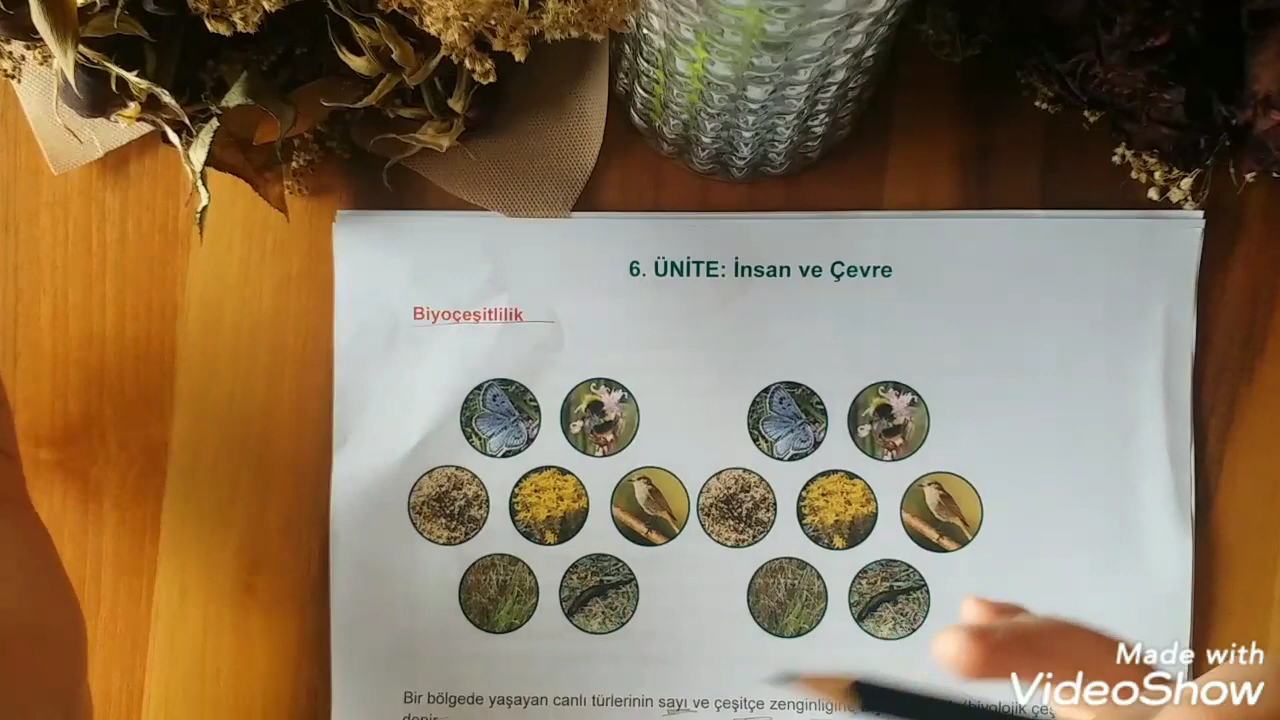 6. ÜNİTE: İnsan ve Çevre
Biyoçeşitlilik
Bir bölgede yaşayan canlı türlerinin sayı ve çeşitçe zenginliğine
denir
Made with
VideoShow